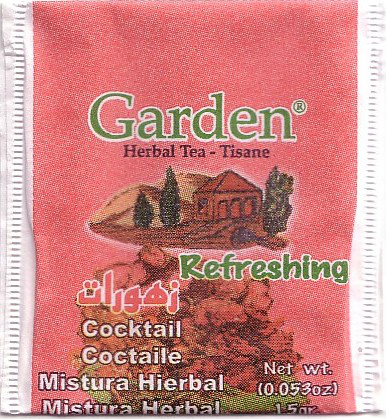 Garden®
Herbal Tea - Tisane
Refreshing
زهورات
Cocktail
Coctaile
Mistura Hierbal
Mistura Herbal
Net wt.
(0.053oz)
1.5gr.